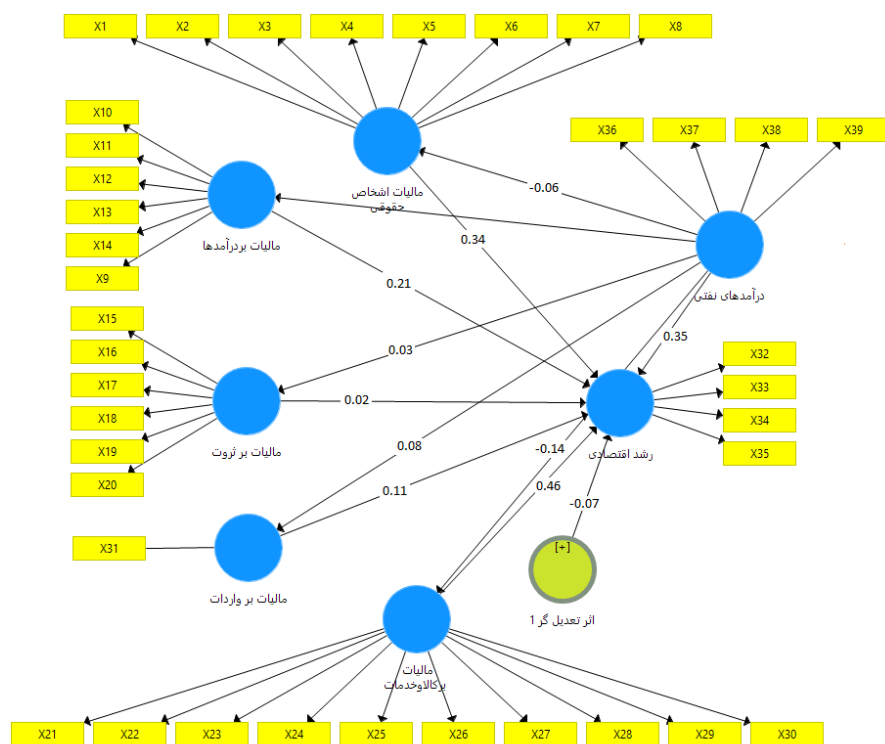 X1 X2 X3 X4 X5 X6 X7 X8
X10
X11
X12
X13
X14
X9
X36 X37 X38 X39
مالیات اشخاص
حقوقی
-0.06
مالیات بردرآمدها
درآمدهای نفتی
0.34
0.21
0.35
X15
X16
X17
X18
X19
X20
0.03
0.02
X32
X33
X34
X35
مالیات بر ثروت
رشد اقتصادی
0.08
-0.14
0.46
0.11
-0.07
X31
[+]
مالیات بر واردات
اثر تعدیل گر 1
مالیات
برکالاوخدمات
X21 X22 X23 X24 X25 X26 X27 X28 X29 X30